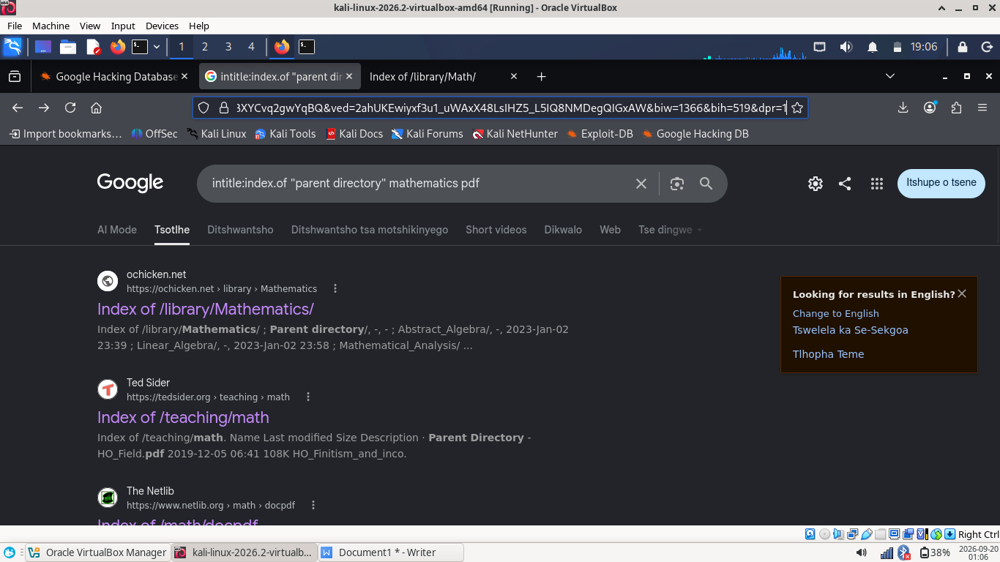 kali-linux-2026.2-virtualbox-amd64 [Running] - Oracle VirtualBox
File Machine View Input Devices Help
1 2 3 4 19:06
Google Hacking Database
intitle:index.of "parent dir
Index of /library/Math/
3XYCvq2gwYqBQ&ved=2ahUKEwiyxf3u1_uWAxX48LsIHZ5_L5IQ8NMDegQIGxAW&biw=1366&bih=519&dpr=1
Import bookmarks… OffSec Kali Linux Kali Tools Kali Docs Kali Forums Kali NetHunter Exploit-DB Google Hacking DB
Google
intitle:index.of "parent directory" mathematics pdf
Itshupe o tsene
AI Mode Tsotlhe Ditshwantsho Ditshwantsho tsa motshikinyego Short videos Dikwalo Web Tse dingwe
ochicken.net
https://ochicken.net › library › Mathematics
Index of /library/Mathematics/
Index of /library/Mathematics/ ; Parent directory/, -, - ; Abstract_Algebra/, -, 2023-Jan-02
23:39 ; Linear_Algebra/, -, 2023-Jan-02 23:58 ; Mathematical_Analysis/ ...
Looking for results in English?
Change to English
Tswelela ka Se-Sekgoa
Tlhopha Teme
Ted Sider
https://tedsider.org › teaching › math
Index of /teaching/math
Index of /teaching/math. Name Last modified Size Description · Parent Directory -
HO_Field.pdf 2019-12-05 06:41 108K HO_Finitism_and_inco.
The Netlib
https://www.netlib.org › math › docpdf
Index of /math/docpdf
Right Ctrl
Oracle VirtualBox Manager
kali-linux-2026.2-virtualb...
Document1 * - Writer
38%
2026-09-20
01:06